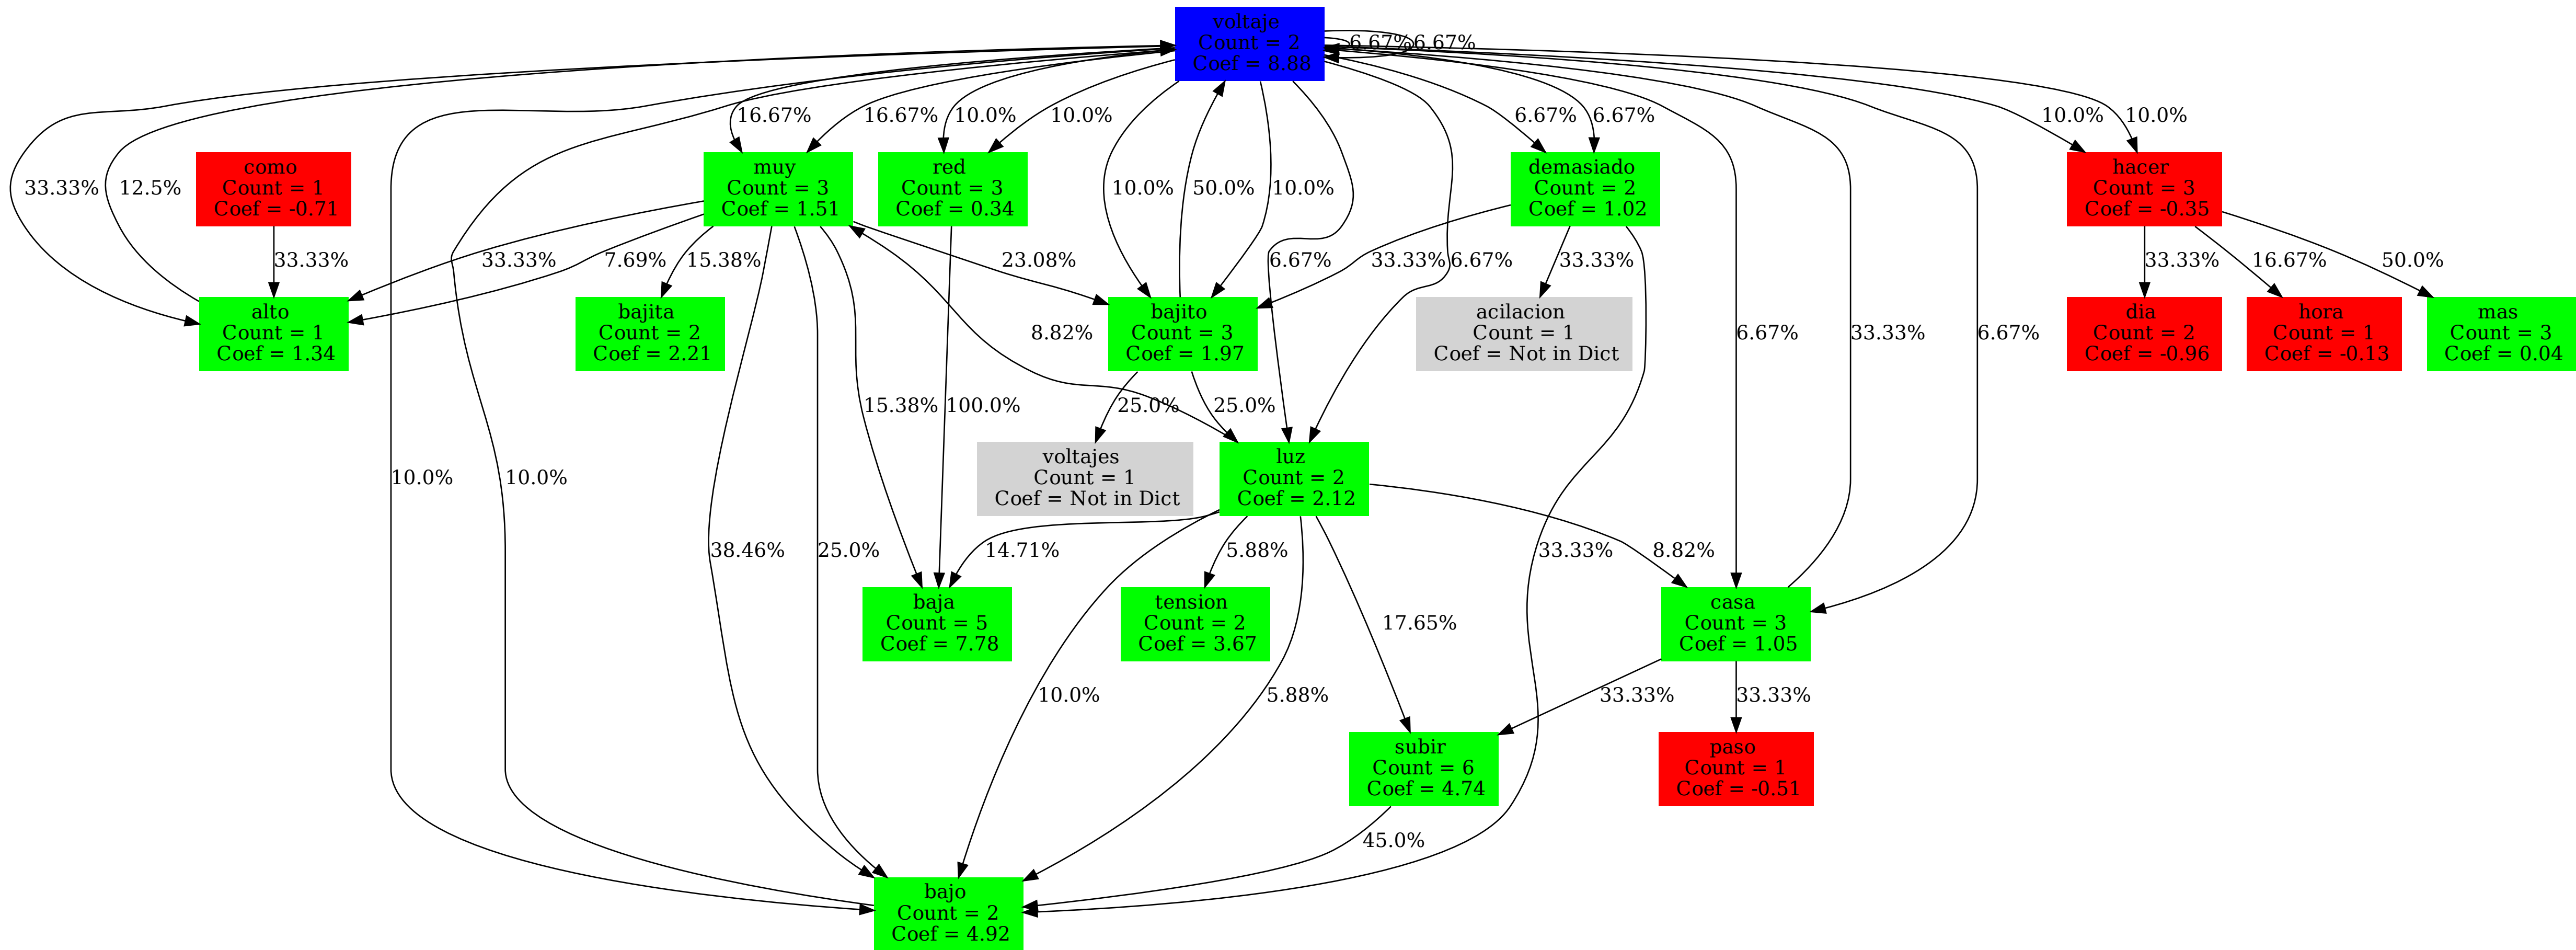 voltaje
Count = 2
Coef = 8.88
6.67%
6.67%
16.67%
16.67%
10.0%
10.0%
6.67%
6.67%
10.0%
10.0%
33.33%
12.5%
como
Count = 1
Coef = -0.71
muy
Count = 3
Coef = 1.51
red
Count = 3
Coef = 0.34
10.0%
50.0%
10.0%
demasiado
Count = 2
Coef = 1.02
hacer
Count = 3
Coef = -0.35
33.33%
33.33%
7.69%
15.38%
23.08%
6.67%
33.33%
6.67%
33.33%
33.33%
16.67%
50.0%
alto
Count = 1
Coef = 1.34
bajita
Count = 2
Coef = 2.21
8.82%
bajito
Count = 3
Coef = 1.97
acilacion
Count = 1
Coef = Not in Dict
6.67%
33.33%
6.67%
dia
Count = 2
Coef = -0.96
hora
Count = 1
Coef = -0.13
mas
Count = 3
Coef = 0.04
15.38%
100.0%
25.0%
25.0%
10.0%
10.0%
voltajes
Count = 1
Coef = Not in Dict
luz
Count = 2
Coef = 2.12
38.46%
25.0%
14.71%
5.88%
33.33%
8.82%
baja
Count = 5
Coef = 7.78
tension
Count = 2
Coef = 3.67
17.65%
casa
Count = 3
Coef = 1.05
10.0%
5.88%
33.33%
33.33%
subir
Count = 6
Coef = 4.74
paso
Count = 1
Coef = -0.51
45.0%
bajo
Count = 2
Coef = 4.92